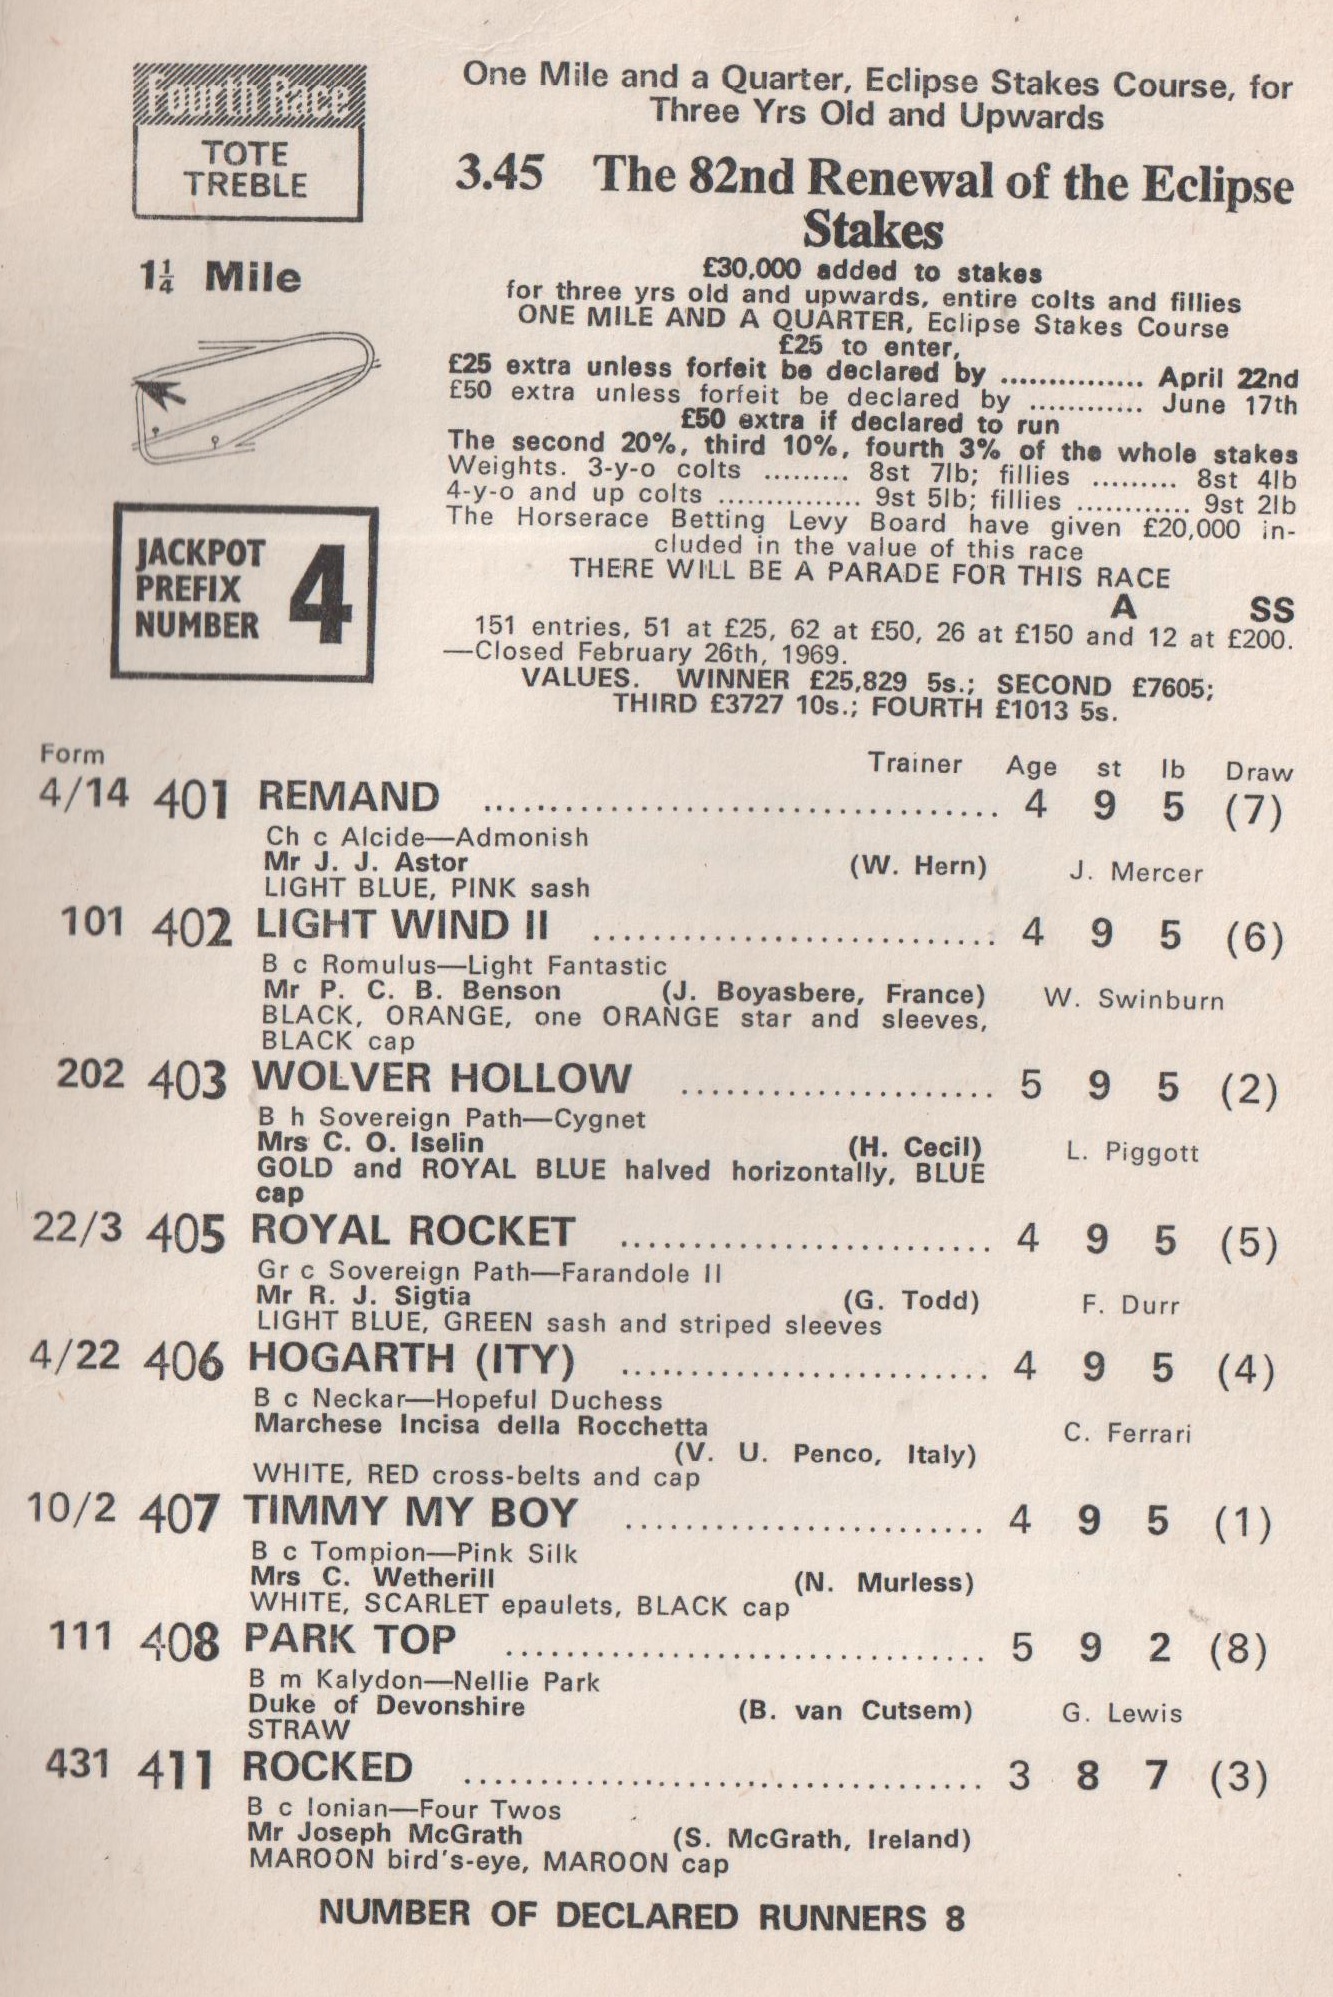 Fourth Race
TOTE
TREBLE
1¼ Mile
JACKPOT
PREFIX
NUMBER 4
One Mile and a Quarter, Eclipse Stakes Course, for
Three Yrs Old and Upwards
3.45 The 82nd Renewal of the Eclipse
Stakes
£30,000 added to stakes
for three yrs old and upwards, entire colts and fillies
ONE MILE AND A QUARTER, Eclipse Stakes Course
£25 to enter,
£25 extra unless forfeit be declared by ............... April 22nd
£50 extra unless forfeit be declared by ............ June 17th
£50 extra if declared to run
The second 20%, third 10%, fourth 3% of the whole stakes
Weights. 3-y-o colts ......... 8st 7lb; fillies ......... 8st 4lb
4-y-o and up colts ............... 9st 5lb; fillies ............ 9st 2lb
The Horserace Betting Levy Board have given £20,000 in-
cluded in the value of this race
THERE WILL BE A PARADE FOR THIS RACE
A SS
151 entries, 51 at £25, 62 at £50, 26 at £150 and 12 at £200.
—Closed February 26th, 1969.
VALUES. WINNER £25,829 5s.; SECOND £7605;
THIRD £3727 10s.; FOURTH £1013 5s.
Form Trainer Age st lb Draw
4/14 401 REMAND .................................... 4 9 5 (7)
Ch c Alcide—Admonish
Mr J. J. Astor (W. Hern) J. Mercer
LIGHT BLUE, PINK sash
101 402 LIGHT WIND II ............................ 4 9 5 (6)
B c Romulus—Light Fantastic
Mr P. C. B. Benson (J. Boyasbere, France) W. Swinburn
BLACK, ORANGE, one ORANGE star and sleeves,
BLACK cap
202 403 WOLVER HOLLOW ...................... 5 9 5 (2)
B h Sovereign Path—Cygnet
Mrs C. O. Iselin (H. Cecil) L. Piggott
GOLD and ROYAL BLUE halved horizontally, BLUE
cap
22/3 405 ROYAL ROCKET .......................... 4 9 5 (5)
Gr c Sovereign Path—Farandole II
Mr R. J. Sigtia (G. Todd) F. Durr
LIGHT BLUE, GREEN sash and striped sleeves
4/22 406 HOGARTH (ITY) .......................... 4 9 5 (4)
B c Neckar—Hopeful Duchess
Marchese Incisa della Rocchetta C. Ferrari
(V. U. Penco, Italy)
WHITE, RED cross-belts and cap
10/2 407 TIMMY MY BOY ......................... 4 9 5 (1)
B c Tompion—Pink Silk
Mrs C. Wetherill (N. Murless)
WHITE, SCARLET epaulets, BLACK cap
111 408 PARK TOP ................................. 5 9 2 (8)
B m Kalydon—Nellie Park
Duke of Devonshire (B. van Cutsem) G. Lewis
STRAW
431 411 ROCKED .................................... 3 8 7 (3)
B c Ionian—Four Twos
Mr Joseph McGrath (S. McGrath, Ireland)
MAROON bird's-eye, MAROON cap
NUMBER OF DECLARED RUNNERS 8